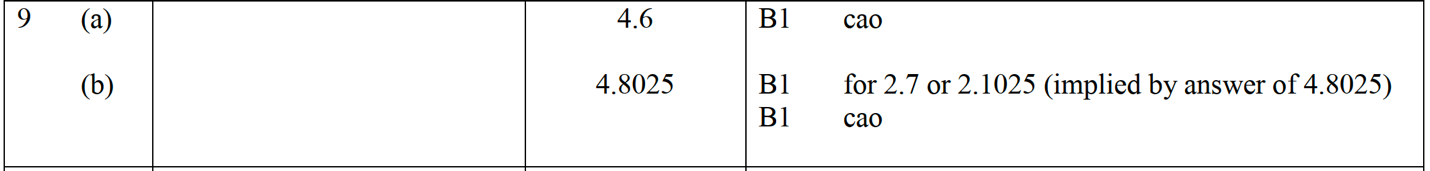 9 (a) 4.6 B1 cao
(b) 4.8025 B1 for 2.7 or 2.1025 (implied by answer of 4.8025)
B1 cao